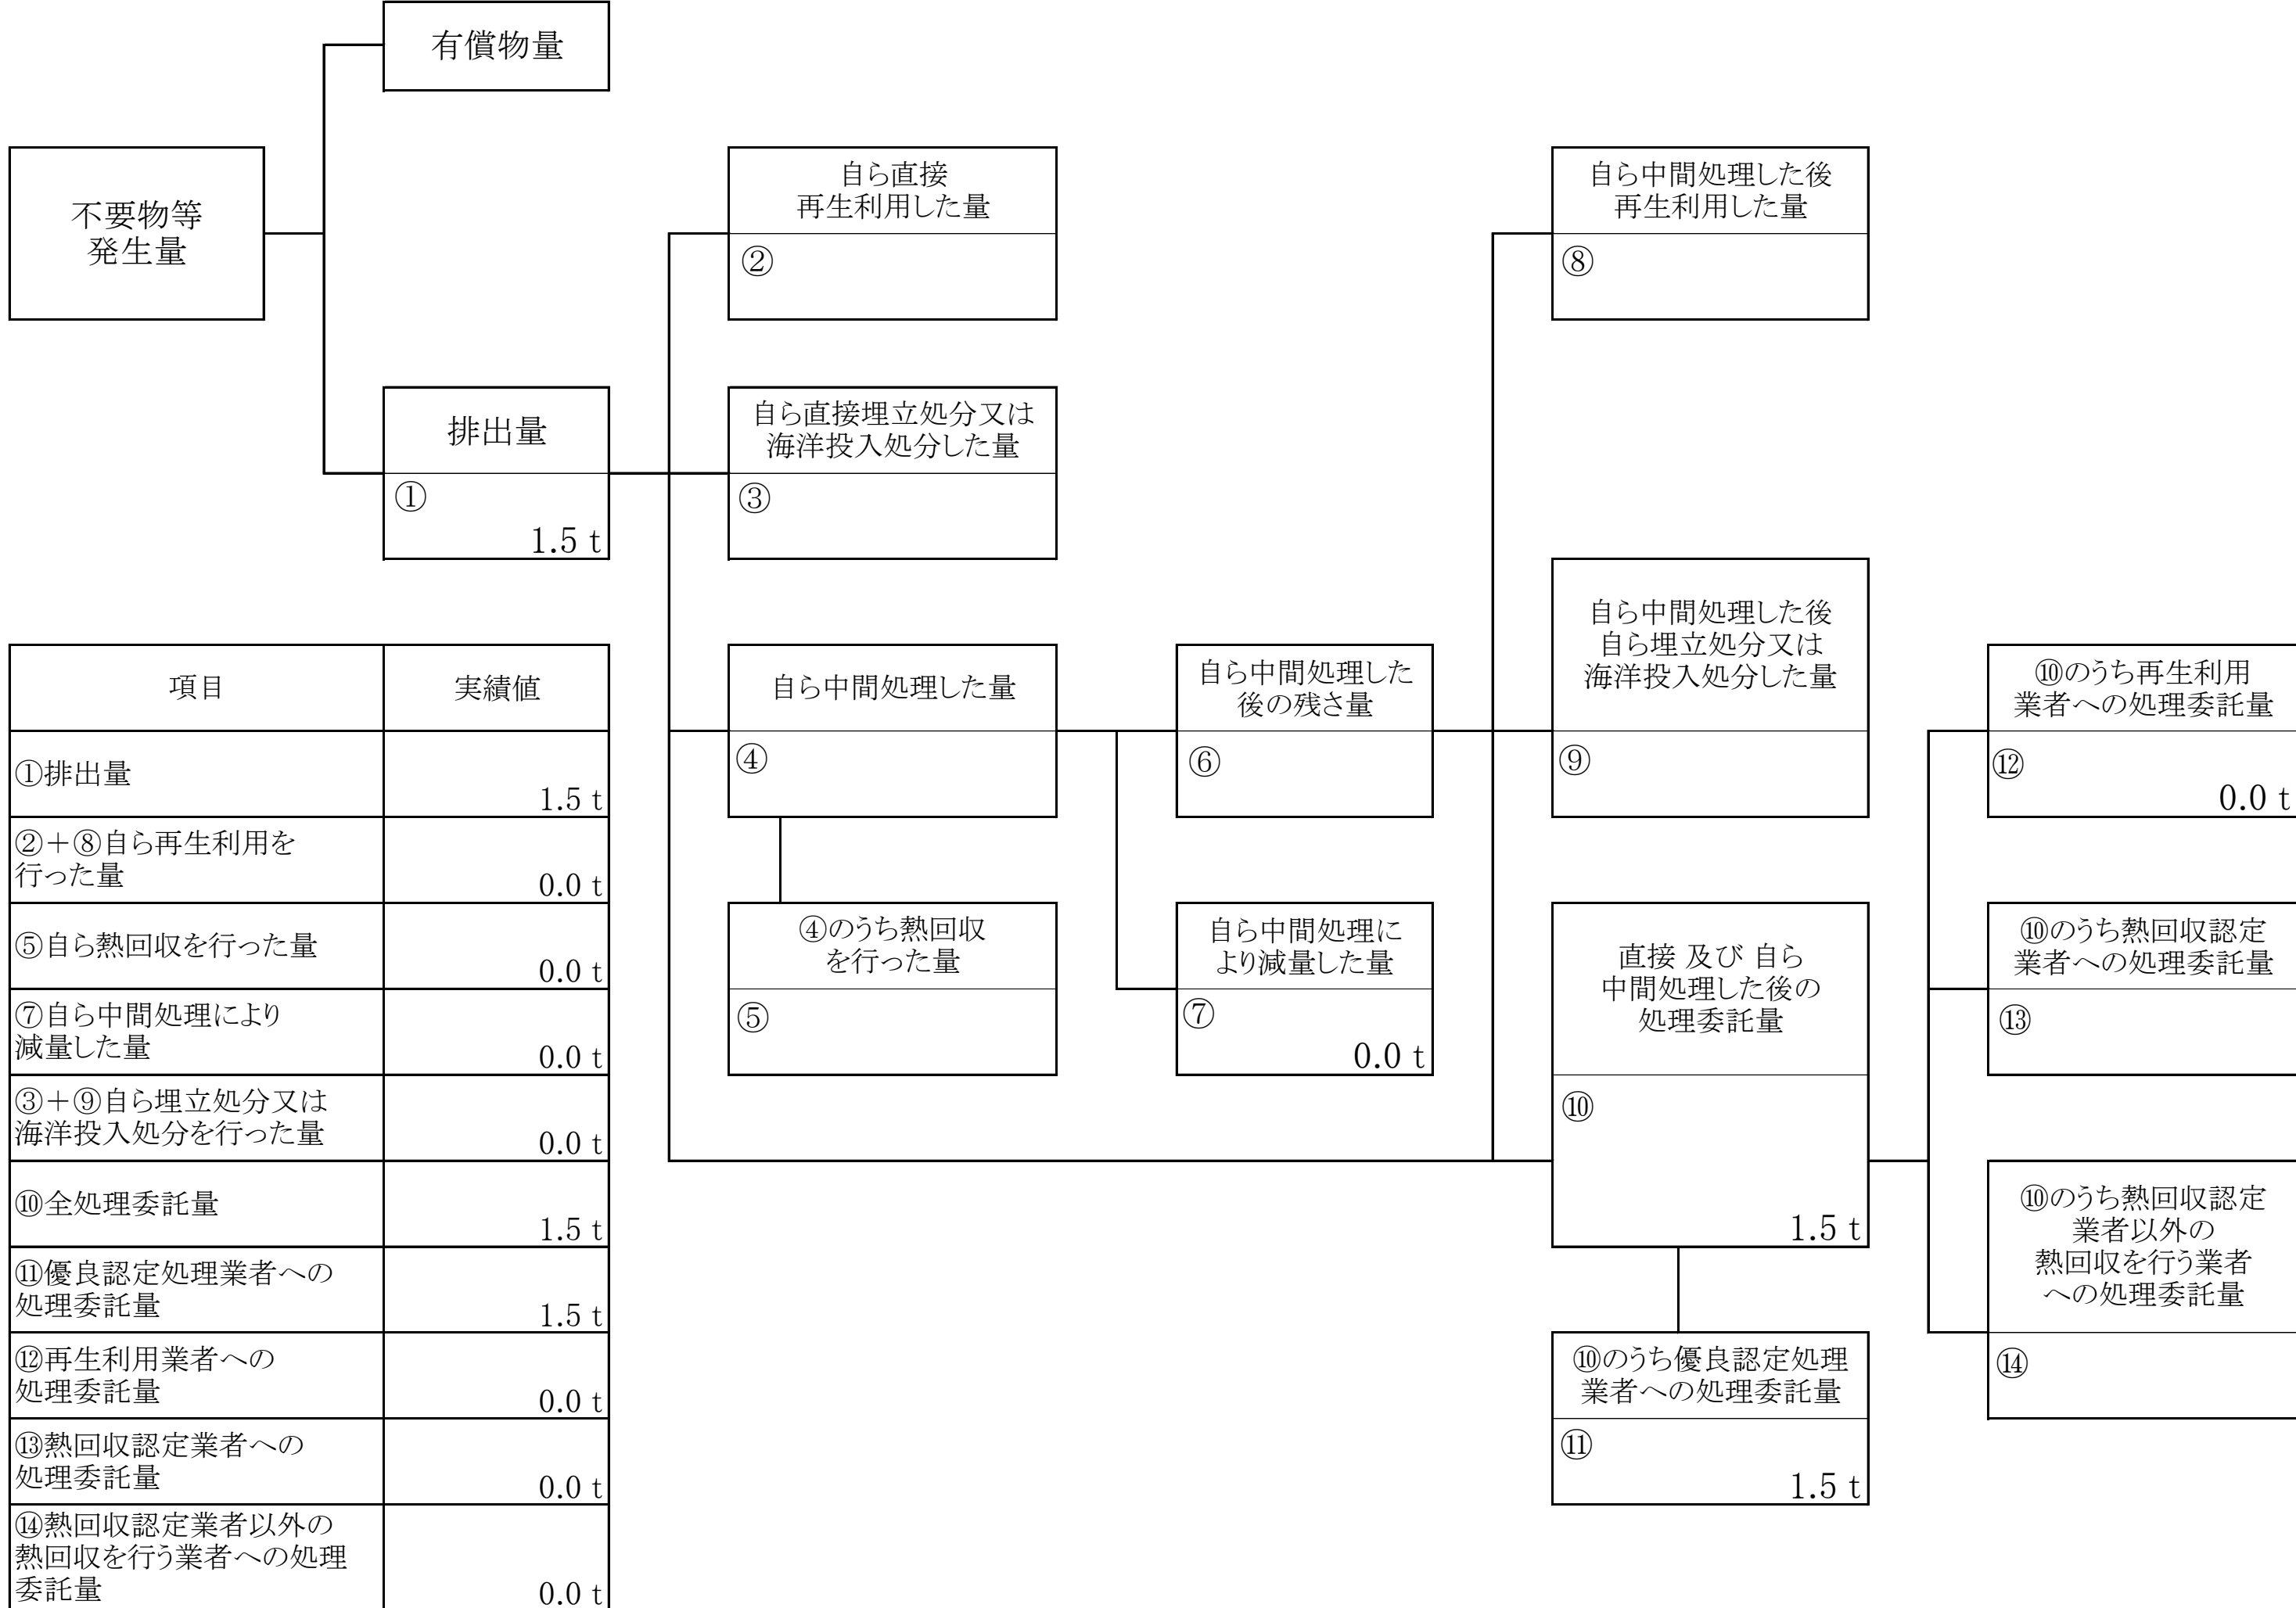 有償物量
不要物等
発生量
自ら直接
再生利用した量
②
自ら中間処理した後
再生利用した量
⑧
排出量
①
1.5 t
自ら直接埋立処分又は
海洋投入処分した量
③
自ら中間処理した量
④
自ら中間処理した
後の残さ量
⑥
自ら中間処理した後
自ら埋立処分又は
海洋投入処分した量
⑨
⑩のうち再生利用
業者への処理委託量
⑫
0.0 t
④のうち熱回収
を行った量
⑤
自ら中間処理に
より減量した量
⑦
0.0 t
直接 及び 自ら
中間処理した後の
処理委託量
⑩
1.5 t
⑩のうち熱回収認定
業者への処理委託量
⑬
⑩のうち熱回収認定
業者以外の
熱回収を行う業者
への処理委託量
⑭
⑩のうち優良認定処理
業者への処理委託量
⑪
1.5 t
項目 実績値
①排出量
1.5 t
②＋⑧自ら再生利用を
行った量
0.0 t
⑤自ら熱回収を行った量
0.0 t
⑦自ら中間処理により
減量した量
0.0 t
③＋⑨自ら埋立処分又は
海洋投入処分を行った量
0.0 t
⑩全処理委託量
1.5 t
⑪優良認定処理業者への
処理委託量
1.5 t
⑫再生利用業者への
処理委託量
0.0 t
⑬熱回収認定業者への
処理委託量
0.0 t
⑭熱回収認定業者以外の
熱回収を行う業者への処理
委託量
0.0 t